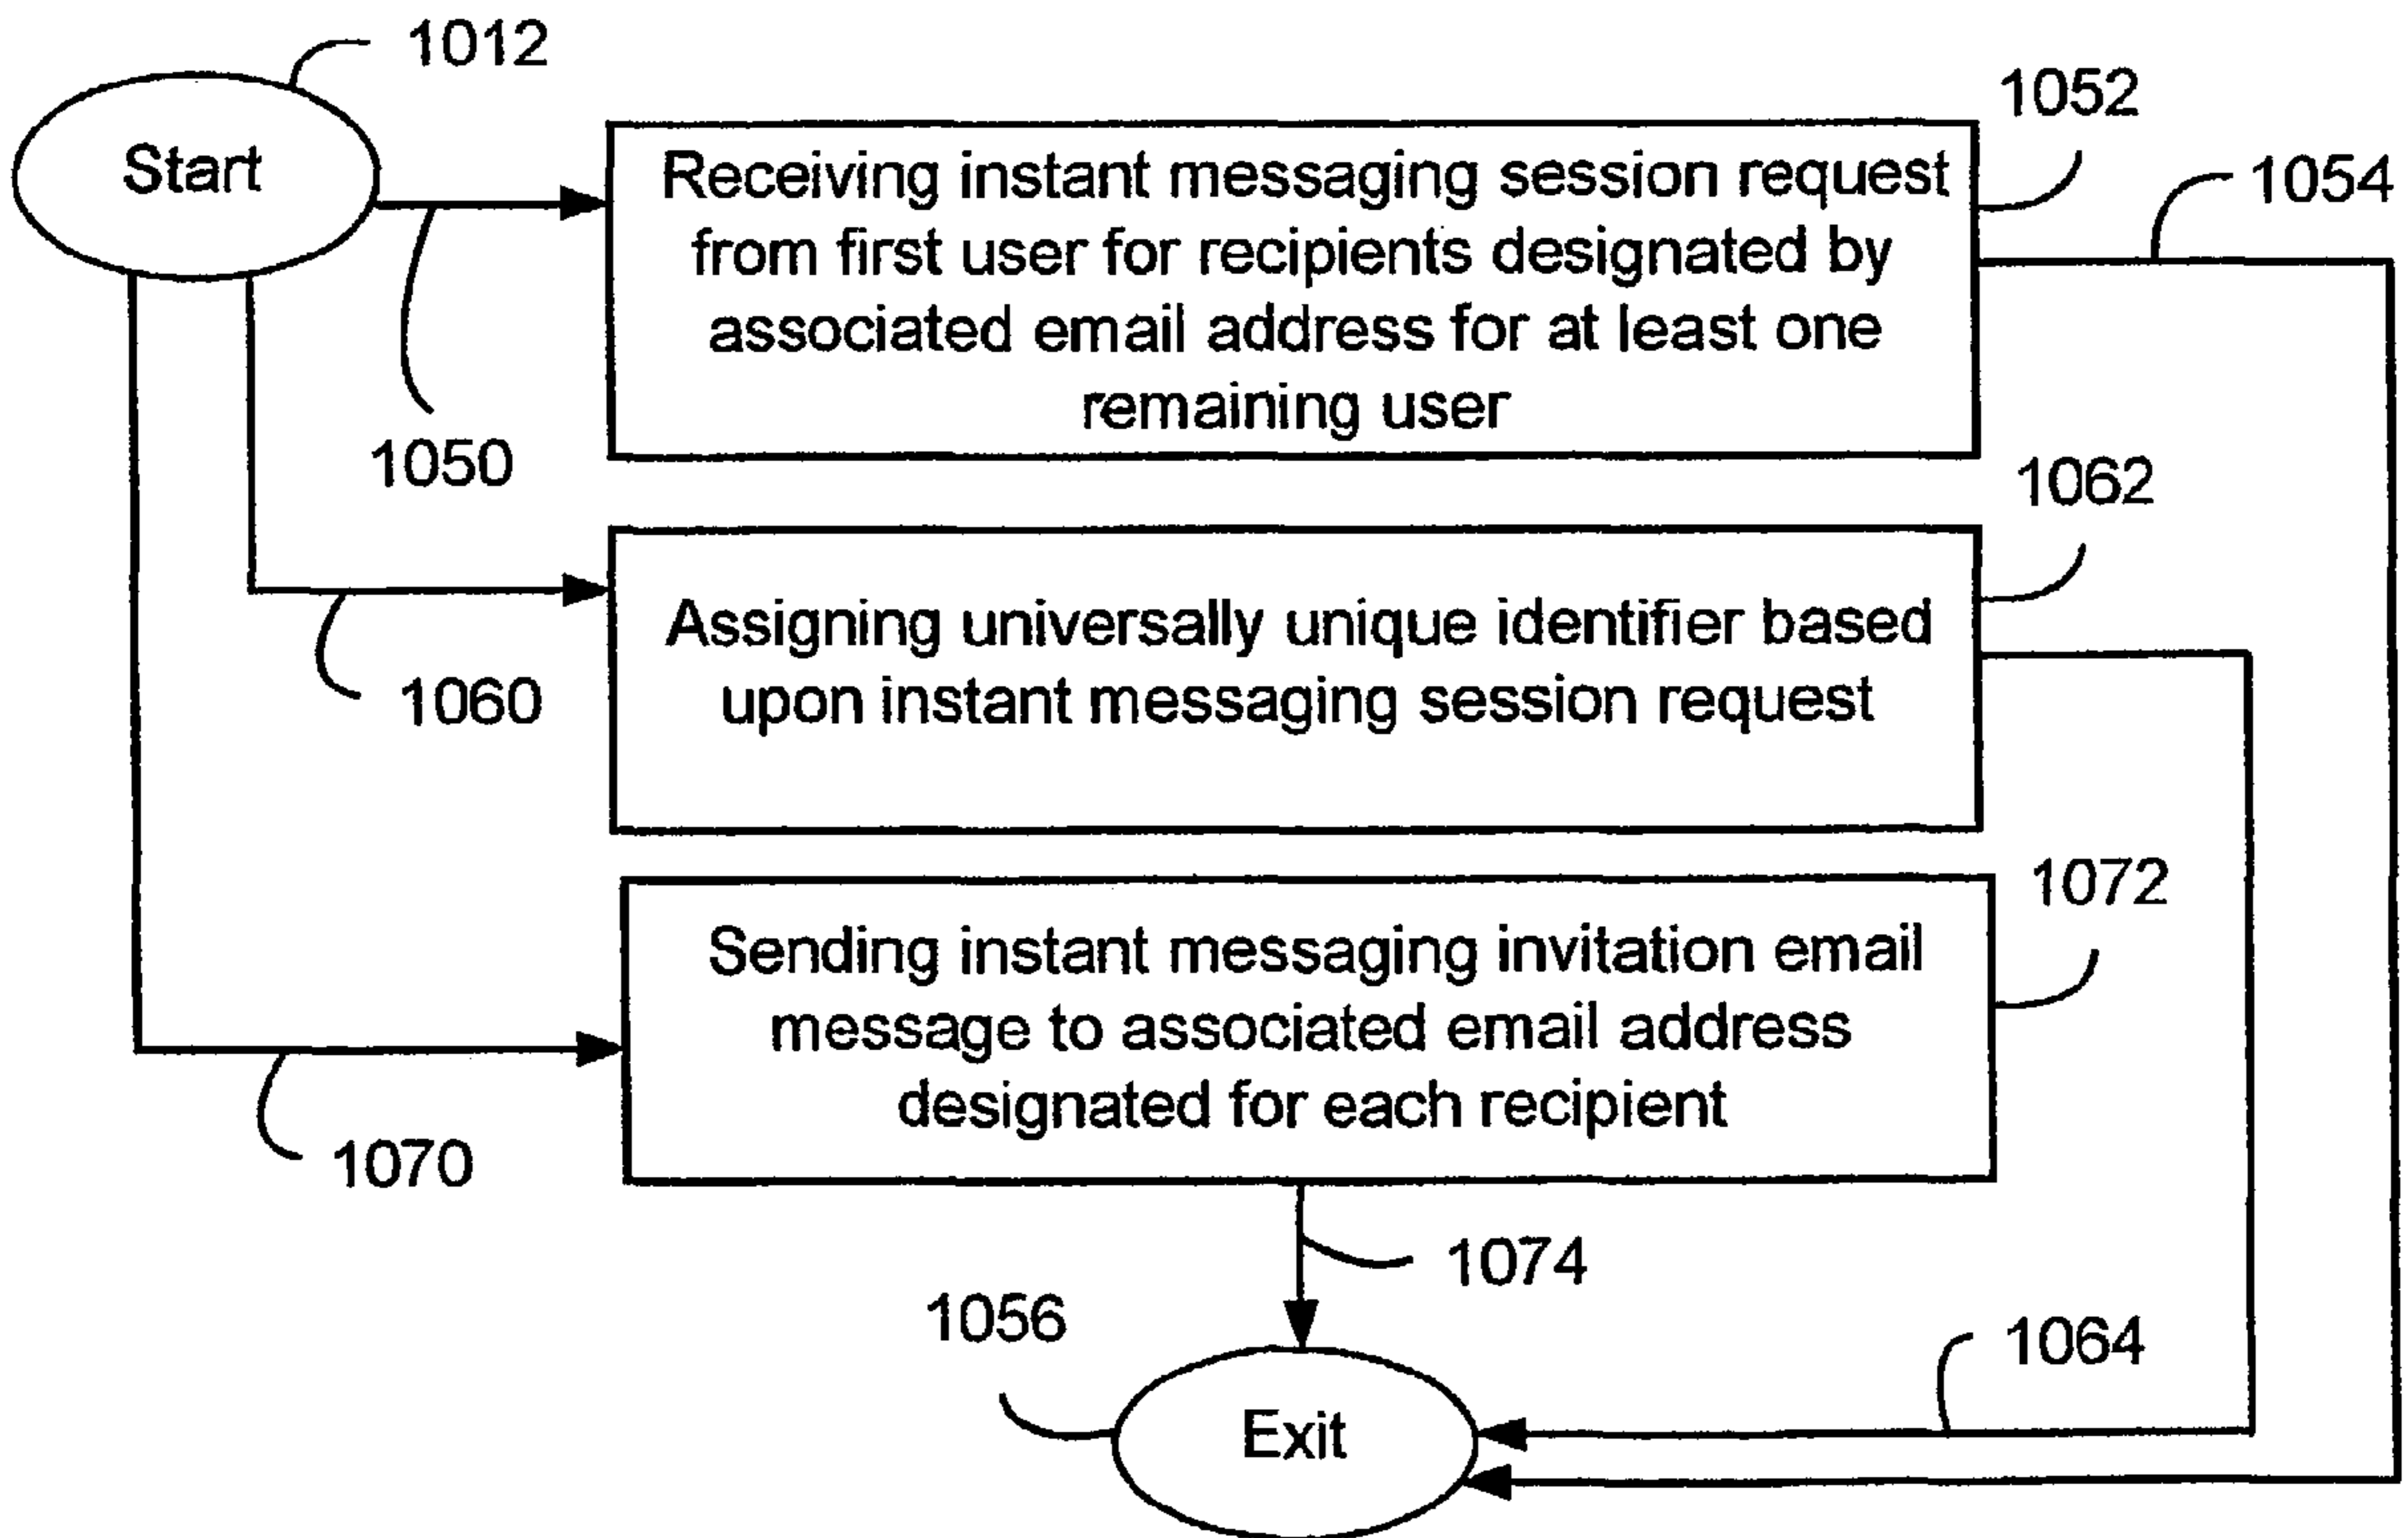 1012
Start
1052
Receiving instant messaging session request
from first user for recipients designated by
associated email address for at least one
remaining user
1054
1050
1062
Assigning universally unique identifier based
upon instant messaging session request
1060
1072
Sending instant messaging invitation email
message to associated email address
designated for each recipient
1070
1074
1056
1064
Exit